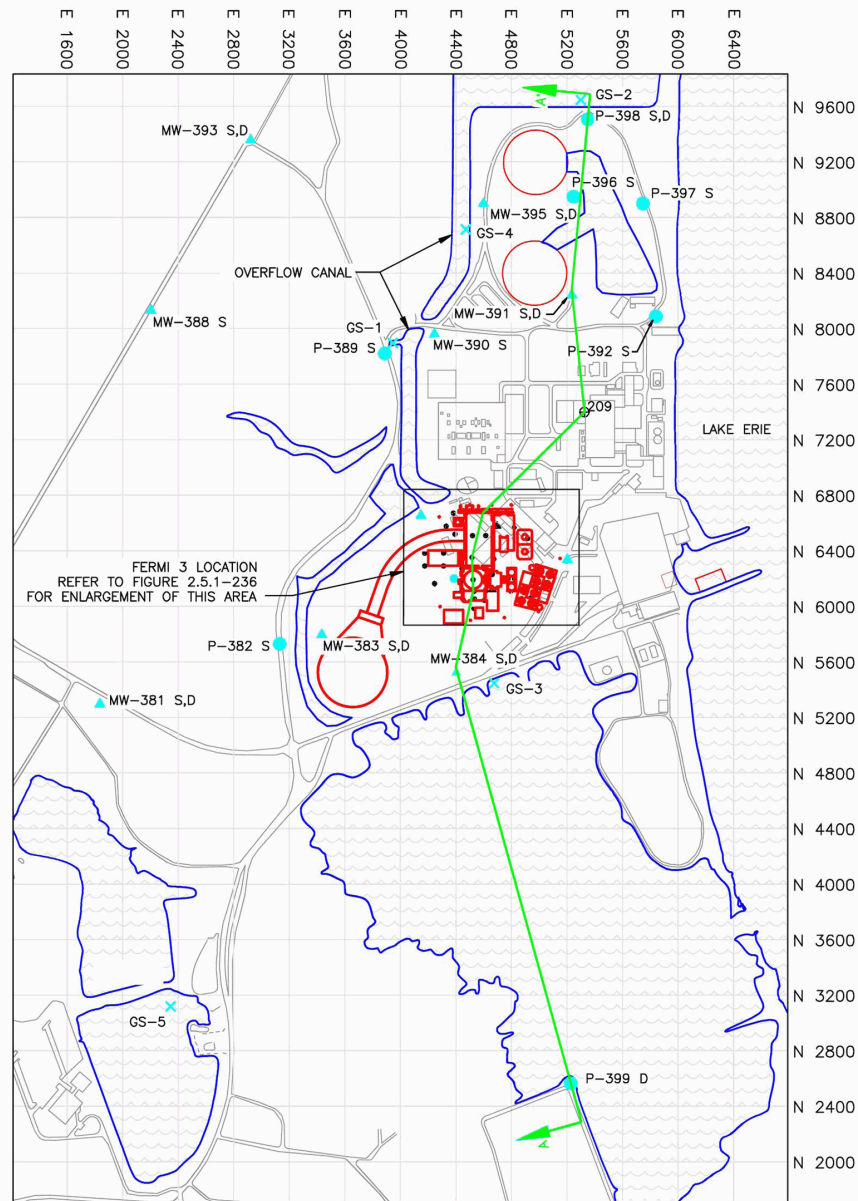 E 1600
E 2000
E 2400
E 2800
E 3200
E 3600
E 4000
E 4400
E 4800
E 5200
E 5600
E 6000
E 6400
GS-2
A'
N 9600
P-398 S,D
MW-393 S,D
N 9200
P-396 S
P-397 S
MW-395 S,D
N 8800
GS-4
OVERFLOW CANAL
N 8400
MW-388 S
MW-391 S,D
GS-1
N 8000
P-389 S
MW-390 S
P-392 S
N 7600
209
LAKE ERIE
N 7200
N 6800
N 6400
FERMI 3 LOCATION
REFER TO FIGURE 2.5.1-236
FOR ENLARGEMENT OF THIS AREA
N 6000
P-382 S
MW-383 S,D
MW-384 S,D
N 5600
GS-3
MW-381 S,D
N 5200
N 4800
N 4400
N 4000
N 3600
N 3200
GS-5
N 2800
P-399 D
N 2400
A
N 2000